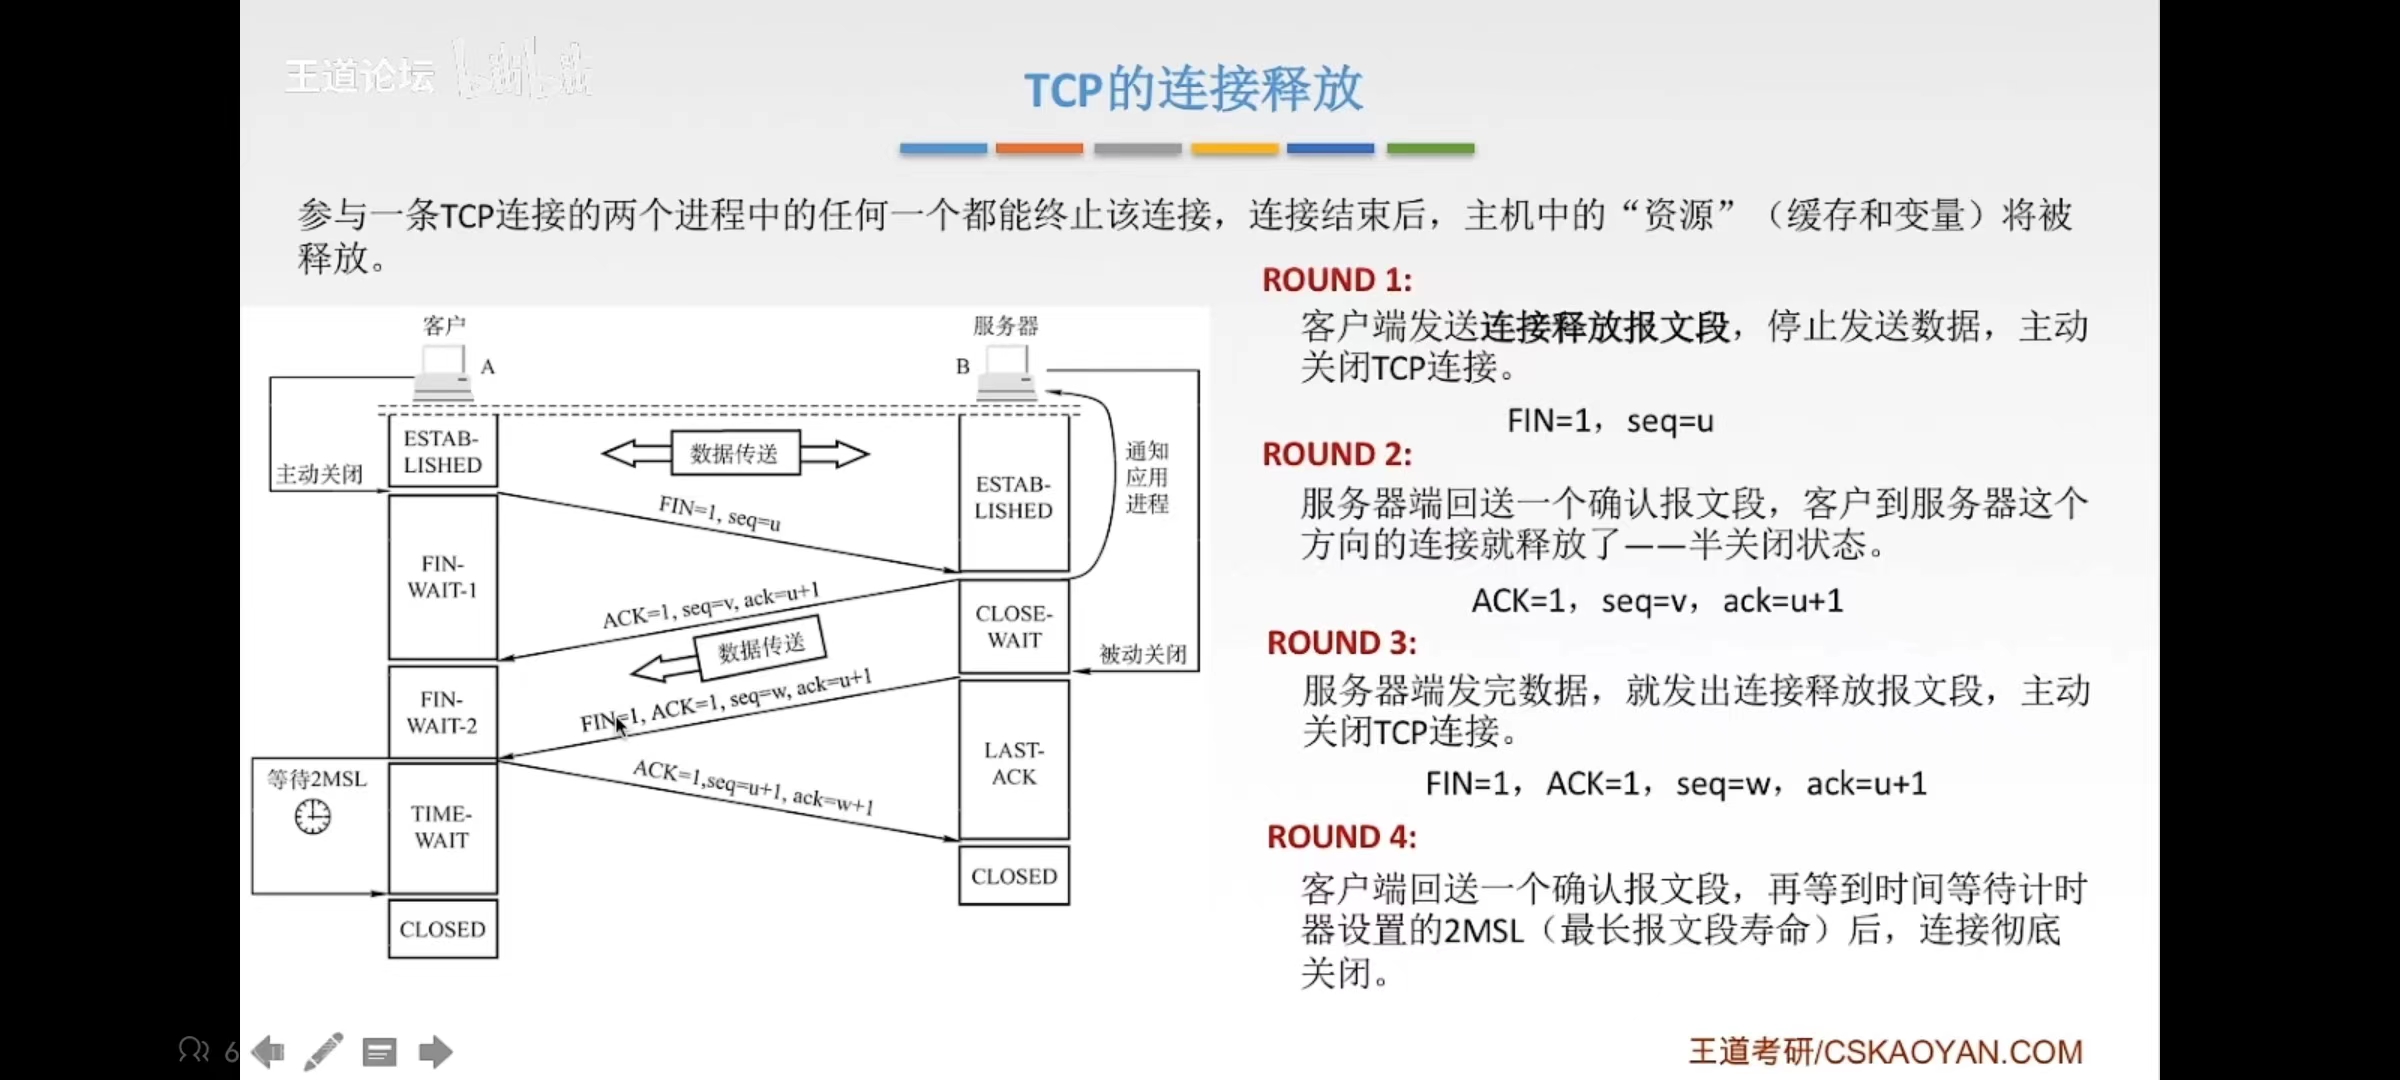 王道论坛 bilibili
TCP的连接释放
参与一条TCP连接的两个进程中的任何一个都能终止该连接，连接结束后，主机中的“资源”（缓存和变量）将被
释放。
客户
A
服务器
B
ESTAB-
LISHED
主动关闭
数据传送
ESTAB-
LISHED
通知
应用
进程
FIN=1, seq=u
FIN-
WAIT-1
ACK=1, seq=v, ack=u+1
CLOSE-
WAIT
数据传送
被动关闭
FIN-
WAIT-2
FIN=1, ACK=1, seq=w, ack=u+1
LAST-
ACK
等待2MSL
ACK=1,seq=u+1, ack=w+1
TIME-
WAIT
CLOSED
CLOSED
ROUND 1:
客户端发送连接释放报文段，停止发送数据，主动
关闭TCP连接。
FIN=1，seq=u
ROUND 2:
服务器端回送一个确认报文段，客户到服务器这个
方向的连接就释放了——半关闭状态。
ACK=1，seq=v，ack=u+1
ROUND 3:
服务器端发完数据，就发出连接释放报文段，主动
关闭TCP连接。
FIN=1，ACK=1，seq=w，ack=u+1
ROUND 4:
客户端回送一个确认报文段，再等到时间等待计时
器设置的2MSL（最长报文段寿命）后，连接彻底
关闭。
6
王道考研/CSKAOYAN.COM